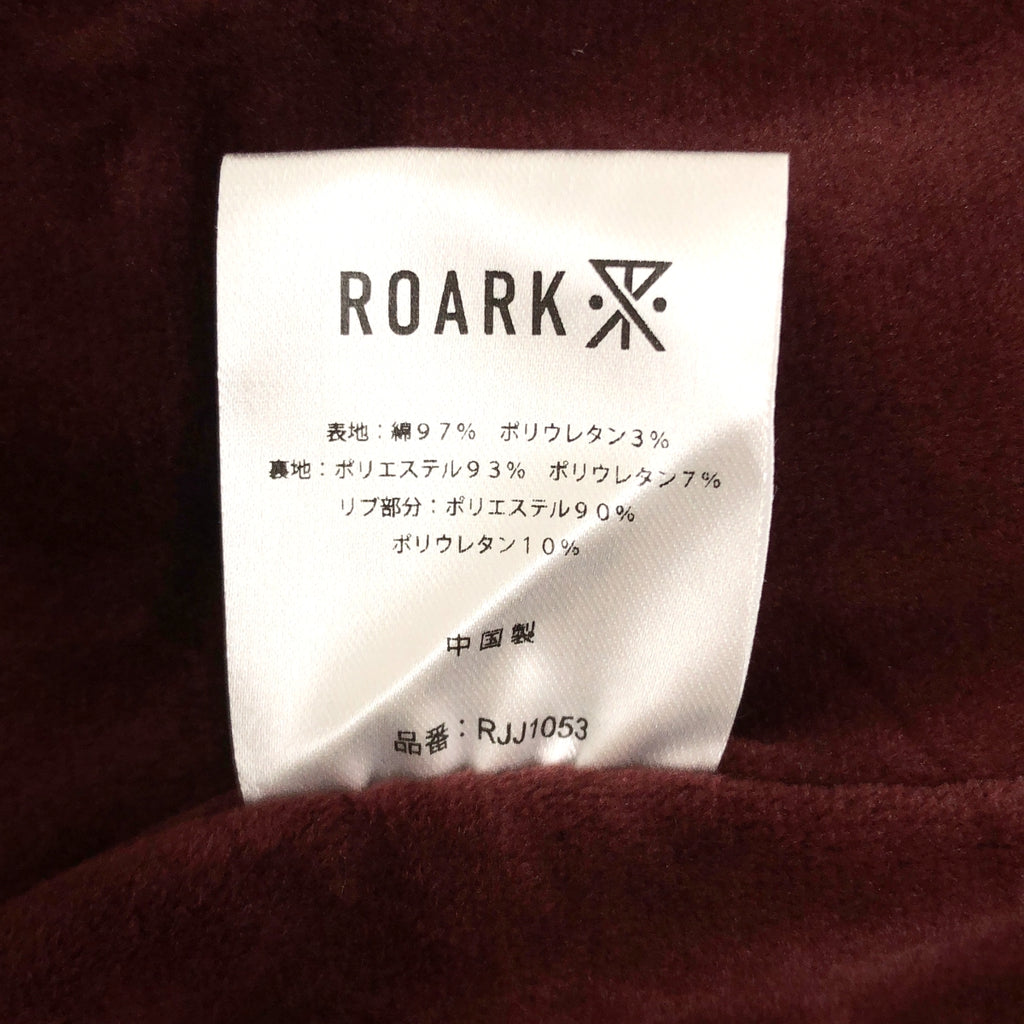 ROARK
表地：綿９７％　ポリウレタン３％
裏地：ポリエステル９３％　ポリウレタン７％
リブ部分：ポリエステル９０％
ポリウレタン１０％
中国製
品番：RJJ1053